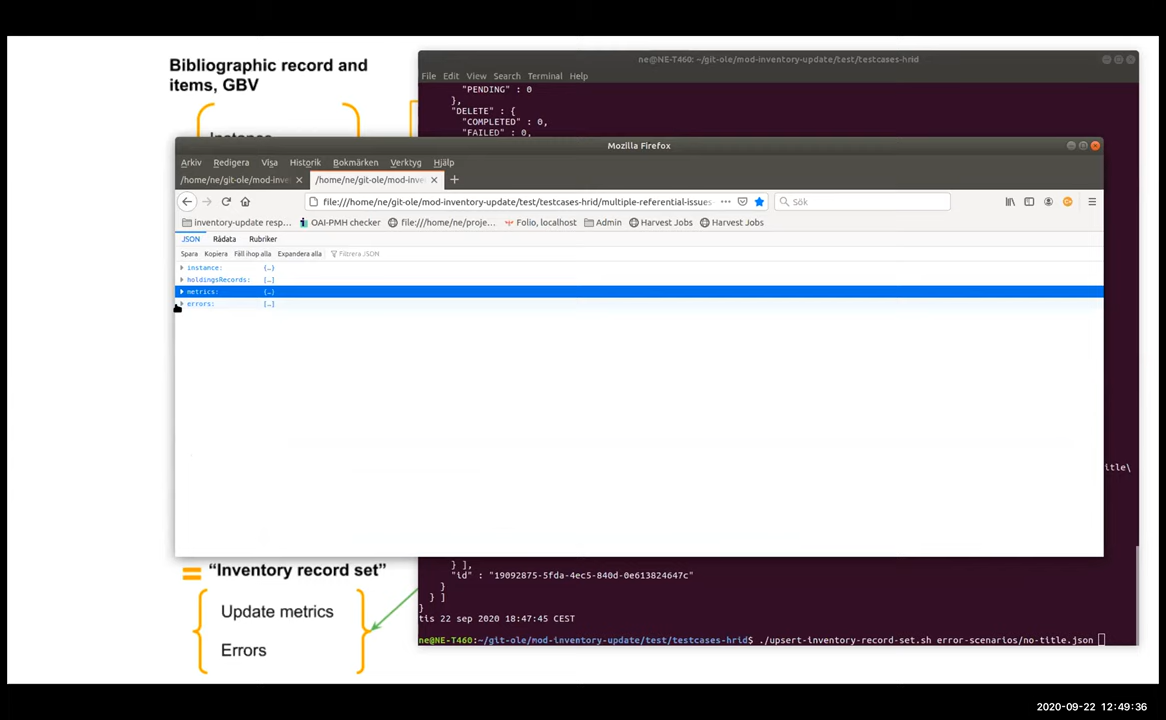 Bibliographic record and
items, GBV
Instance
ne@NE-T460: ~/git-ole/mod-inventory-update/test/testcases-hrid
File Edit View Search Terminal Help
"PENDING" : 0
},
"DELETE" : {
"COMPLETED" : 0,
"FAILED" : 0,
Mozilla Firefox
Arkiv Redigera Visa Historik Bokmärken Verktyg Hjälp
/home/ne/git-ole/mod-inve
/home/ne/git-ole/mod-inve
file:///home/ne/git-ole/mod-inventory-update/test/testcases-hrid/multiple-referential-issues
Sök
inventory-update resp... OAI-PMH checker file:///home/ne/proje... Folio, localhost Admin Harvest Jobs Harvest Jobs
JSON Rådata Rubriker
Spara Kopiera Fäll ihop alla Expandera alla Filtrera JSON
instance: {…}
holdingsRecords: […]
metrics: {…}
errors: […]
itle\
} ],
"id" : "19092875-5fda-4ec5-840d-0e613824647c"
}
} ]
}
tis 22 sep 2020 18:47:45 CEST
ne@NE-T460:~/git-ole/mod-inventory-update/test/testcases-hrid$ ./upsert-inventory-record-set.sh error-scenarios/no-title.json
= "Inventory record set"
Update metrics
Errors
2020-09-22 12:49:36